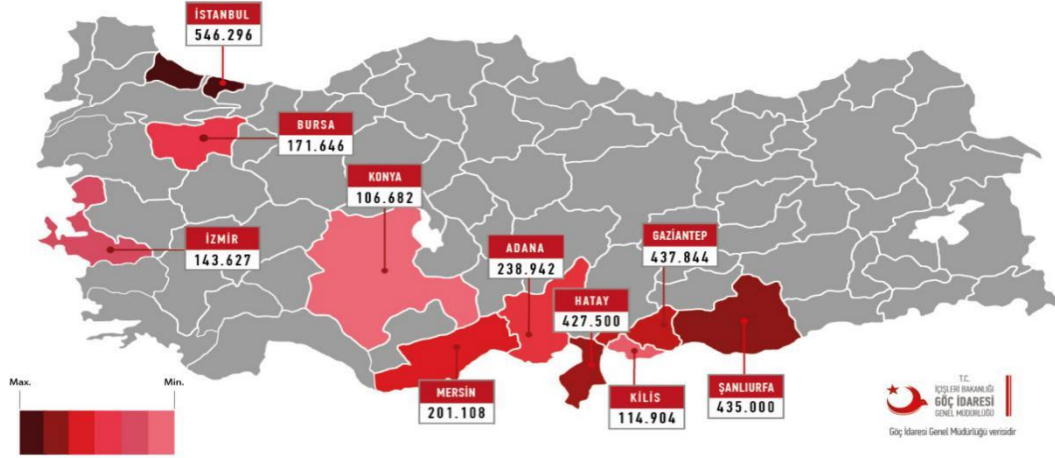 İSTANBUL
546.296
BURSA
171.646
KONYA
106.682
İZMİR
143.627
ADANA
238.942
GAZİANTEP
437.844
HATAY
427.500
MERSİN
201.108
KİLİS
114.904
ŞANLIURFA
435.000
Max.
Min.
T.C.
İÇİŞLERİ BAKANLIĞI
GÖÇ İDARESİ
GENEL MÜDÜRLÜĞÜ
Göç İdaresi Genel Müdürlüğü verisidir